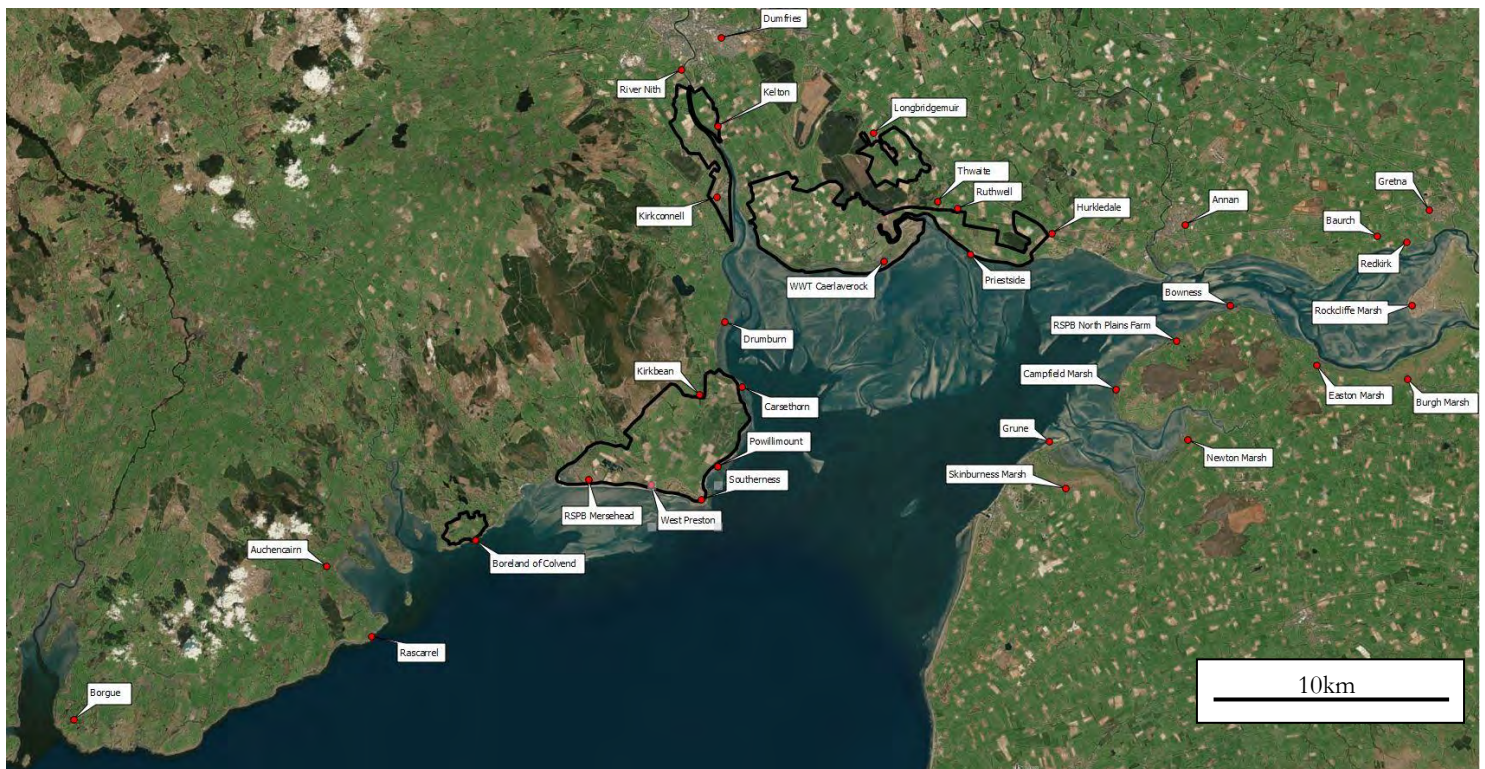 Dumfries
River Nith
Kelton
Longbridgemuir
Thwaite
Ruthwell
Gretna
Kirkconnell
Hurkledale
Annan
Baurch
Redkirk
WWT Caerlaverock
Priestside
Bowness
Rockcliffe Marsh
RSPB North Plains Farm
Drumburn
Kirkbean
Campfield Marsh
Carsethorn
Easton Marsh
Burgh Marsh
Grune
Powillimount
Newton Marsh
Skinburness Marsh
Southerness
RSPB Mersehead
West Preston
Auchencairn
Boreland of Colvend
Rascarrel
Borgue
10km